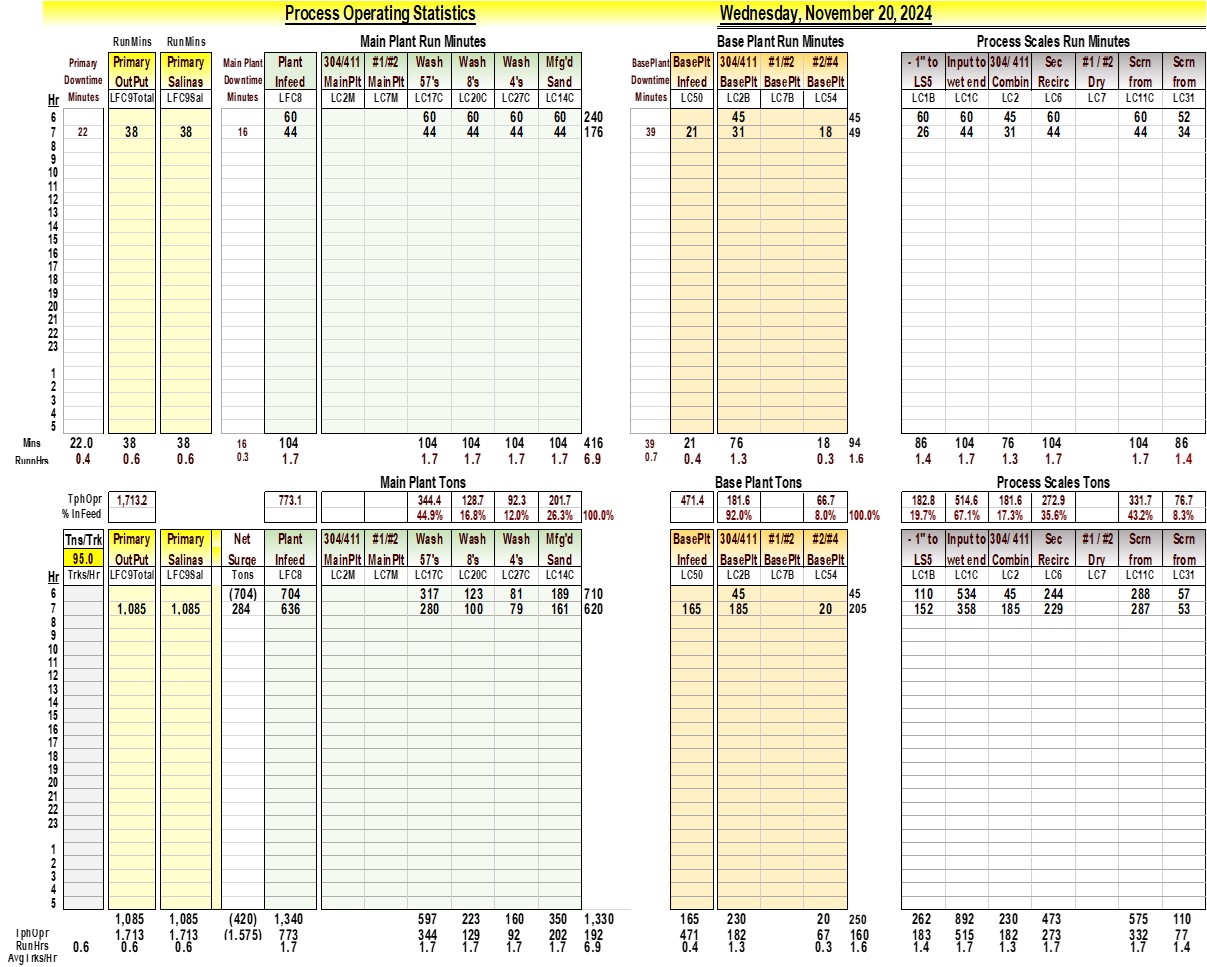 Process Operating Statistics Wednesday, November 20, 2024
RunMins RunMins Main Plant Run Minutes Base Plant Run Minutes Process Scales Run Minutes
Primary Primary Primary Main Plant Plant 304/411 #1/#2 Wash Wash Wash Mfg'd BasePlant BasePlt 304/411 #1/#2 #2/#4 - 1" to Input to 304/ 411 Sec #1 / #2 Scrn Scrn
Downtime OutPut Salinas Downtime Infeed MainPlt MainPlt 57's 8's 4's Sand Downtime Infeed BasePlt BasePlt BasePlt LS5 wet end Combin Recirc Dry from from
Hr Minutes LFC9Total LFC9Sal Minutes LFC8 LC2M LC7M LC17C LC20C LC27C LC14C Minutes LC50 LC2B LC7B LC54 LC1B LC1C LC2 LC6 LC7 LC11C LC31
6 60 60 60 60 60 240 45 45 60 60 45 60 60 52
7 22 38 38 16 44 44 44 44 44 176 39 21 31 18 49 26 44 31 44 44 34
8
9
10
11
12
13
14
15
16
17
18
19
20
21
22
23
1
2
3
4
5
Mins 22.0 38 38 16 104 104 104 104 104 416 39 21 76 18 94 86 104 76 104 104 86
RunnHrs 0.4 0.6 0.6 0.3 1.7 1.7 1.7 1.7 1.7 6.9 0.7 0.4 1.3 0.3 1.6 1.4 1.7 1.3 1.7 1.7 1.4
Main Plant Tons Base Plant Tons Process Scales Tons
TphOpr 1,713.2 773.1 344.4 128.7 92.3 201.7 471.4 181.6 66.7 182.8 514.6 181.6 272.9 331.7 76.7
% InFeed 44.9% 16.8% 12.0% 26.3% 100.0% 92.0% 8.0% 100.0% 19.7% 67.1% 17.3% 35.6% 43.2% 8.3%
Tns/Trk Primary Primary Net Plant 304/411 #1/#2 Wash Wash Wash Mfg'd BasePlt 304/411 #1/#2 #2/#4 - 1" to Input to 304/ 411 Sec #1 / #2 Scrn Scrn
95.0 OutPut Salinas Surge Infeed MainPlt MainPlt 57's 8's 4's Sand Infeed BasePlt BasePlt BasePlt LS5 wet end Combin Recirc Dry from from
Hr Trks/Hr LFC9Total LFC9Sal Tons LFC8 LC2M LC7M LC17C LC20C LC27C LC14C LC50 LC2B LC7B LC54 LC1B LC1C LC2 LC6 LC7 LC11C LC31
6 (704) 704 317 123 81 189 710 45 45 110 534 45 244 288 57
7 1,085 1,085 284 636 280 100 79 161 620 165 185 20 205 152 358 185 229 287 53
8
9
10
11
12
13
14
15
16
17
18
19
20
21
22
23
1
2
3
4
5
1,085 1,085 (420) 1,340 597 223 160 350 1,330 165 230 20 250 262 892 230 473 575 110
TphOpr 1,713 1,713 (1,575) 773 344 129 92 202 192 471 182 67 160 183 515 182 273 332 77
RunHrs 0.6 0.6 0.6 1.7 1.7 1.7 1.7 1.7 6.9 0.4 1.3 0.3 1.6 1.4 1.7 1.3 1.7 1.7 1.4
Avg Trks/Hr